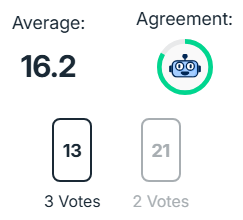 Average:
Agreement:
16.2
13
21
3 Votes
2 Votes